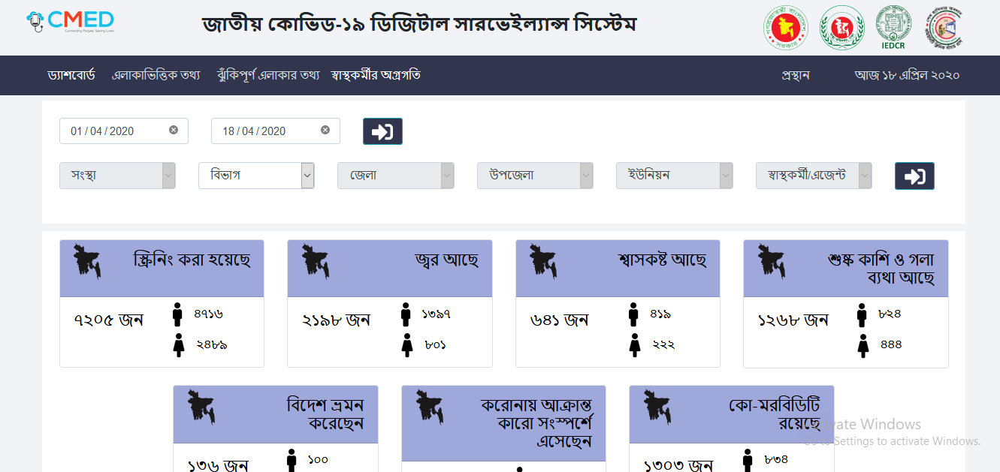 CMED
Connecting People, Saving Lives
জাতীয় কোভিড-১৯ ডিজিটাল সারভেইল্যান্স সিস্টেম
IEDCR
ড্যাশবোর্ড এলাকাভিত্তিক তথ্য ঝুঁকিপূর্ণ এলাকার তথ্য স্বাস্থকর্মীর অগ্রগতি প্রস্থান আজ ১৮ এপ্রিল ২০২০
01 / 04 / 2020 18 / 04 / 2020
সংস্থা বিভাগ জেলা উপজেলা ইউনিয়ন স্বাস্থকর্মী/এজেন্ট
স্ক্রিনিং করা হয়েছে
৭২০৫ জন
৪৭১৬
২৪৮৯
জ্বর আছে
২১৯৮ জন
১৩৯৭
৮০১
শ্বাসকষ্ট আছে
৬৪১ জন
৪১৯
২২২
শুষ্ক কাশি ও গলা
ব্যথা আছে
১২৬৮ জন
৮২৪
৪৪৪
বিদেশ ভ্রমন
করেছেন
১৩৬ জন
১০০
করোনায় আক্রান্ত
কারো সংস্পর্শে
এসেছেন
কো-মরবিডিটি
রয়েছে
১৩০৩ জন
৮৩৪
Activate Windows
Go to Settings to activate Windows.